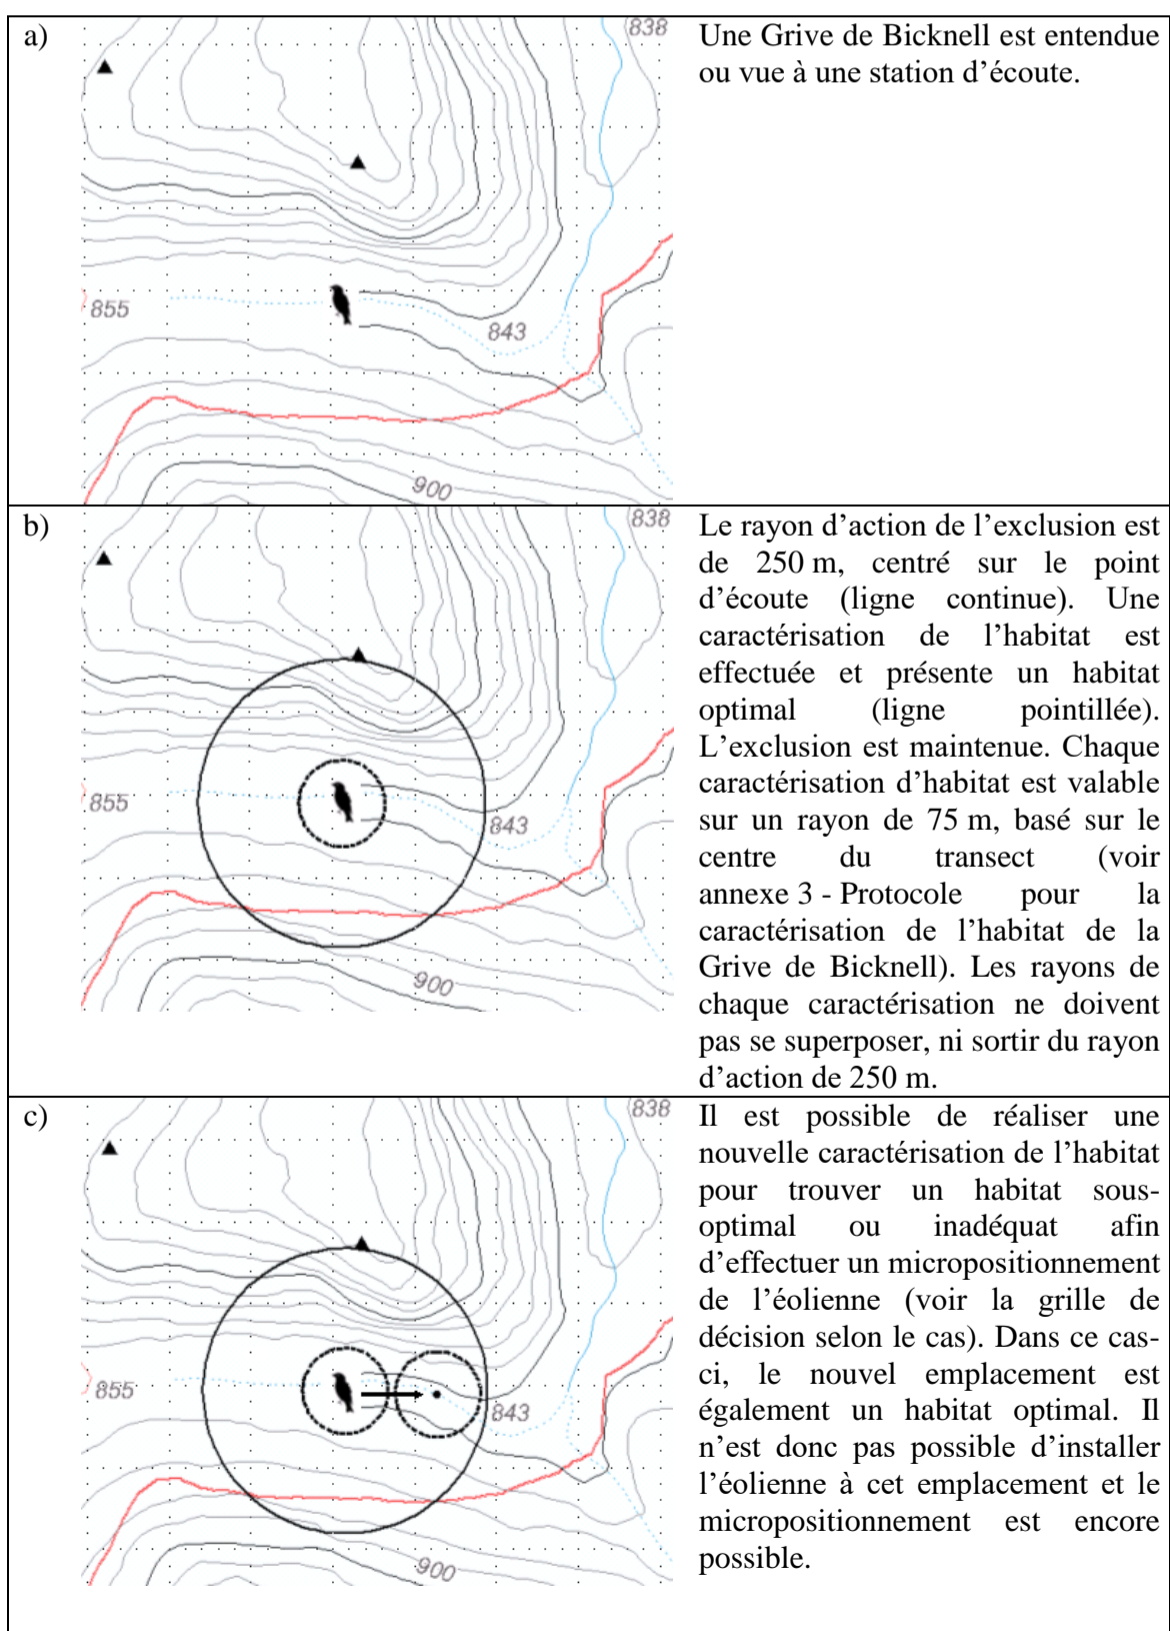 a)
838
855
843
900
Une Grive de Bicknell est entendue
ou vue à une station d'écoute.
b)
838
855
843
900
Le rayon d'action de l'exclusion est
de 250 m, centré sur le point
d'écoute (ligne continue). Une
caractérisation de l'habitat est
effectuée et présente un habitat
optimal (ligne pointillée).
L'exclusion est maintenue. Chaque
caractérisation d'habitat est valable
sur un rayon de 75 m, basé sur le
centre du transect (voir
annexe 3 - Protocole pour la
caractérisation de l'habitat de la
Grive de Bicknell). Les rayons de
chaque caractérisation ne doivent
pas se superposer, ni sortir du rayon
d'action de 250 m.
c)
838
855
843
900
Il est possible de réaliser une
nouvelle caractérisation de l'habitat
pour trouver un habitat sous-
optimal ou inadéquat afin
d'effectuer un micropositionnement
de l'éolienne (voir la grille de
décision selon le cas). Dans ce cas-
ci, le nouvel emplacement est
également un habitat optimal. Il
n'est donc pas possible d'installer
l'éolienne à cet emplacement et le
micropositionnement est encore
possible.